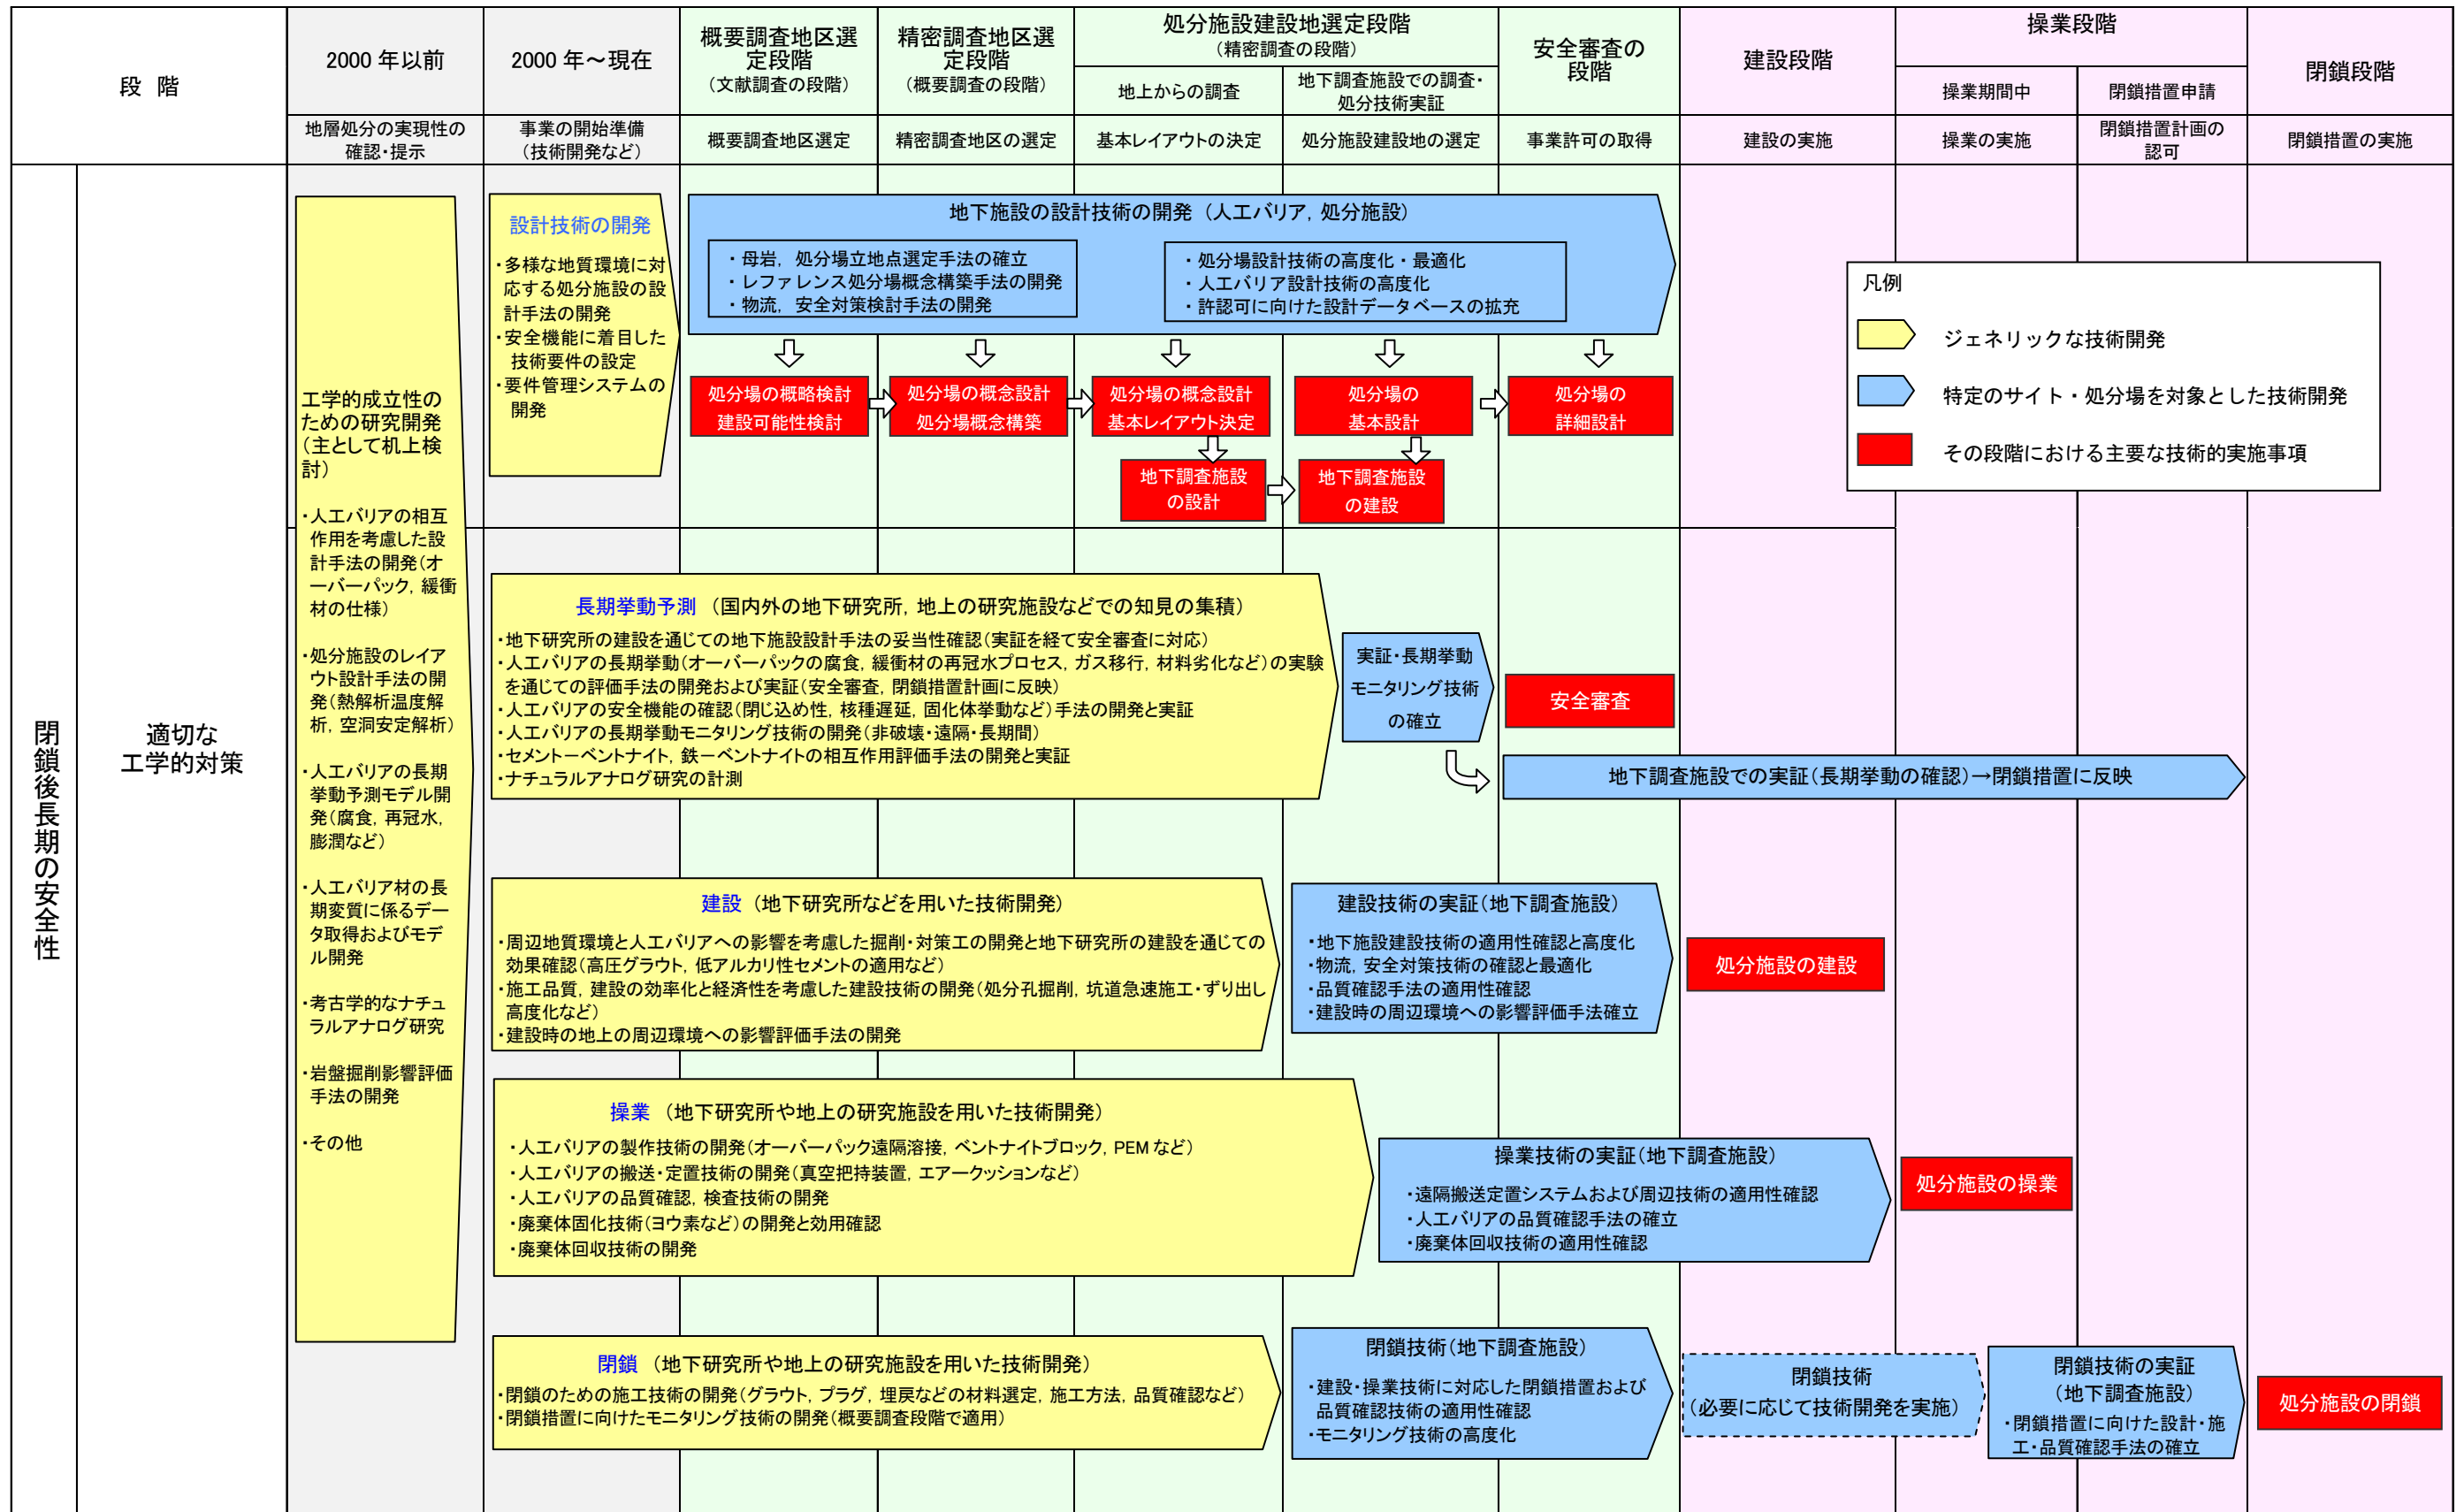 段 階
2000 年以前
2000 年～現在
概要調査地区選
定段階
（文献調査の段階）
精密調査地区選
定段階
（概要調査の段階）
処分施設建設地選定段階
（精密調査の段階）
地上からの調査
地下調査施設での調査・
処分技術実証
安全審査の
段階
建設段階
操業段階
操業期間中
閉鎖措置申請
閉鎖段階
地層処分の実現性の
確認・提示
事業の開始準備
（技術開発など）
概要調査地区選定
精密調査地区の選定
基本レイアウトの決定
処分施設建設地の選定
事業許可の取得
建設の実施
操業の実施
閉鎖措置計画の
認可
閉鎖措置の実施
閉鎖後長期の安全性
適切な
工学的対策
工学的成立性の
ための研究開発
（主として机上検
討）
・人工バリアの相互
作用を考慮した設
計手法の開発（オ
ーバーパック，緩衝
材の仕様）
・処分施設のレイア
ウト設計手法の開
発（熱解析温度解
析，空洞安定解析）
・人工バリアの長期
挙動予測モデル開
発（腐食，再冠水，
膨潤など）
・人工バリア材の長
期変質に係るデー
タ取得およびモデ
ル開発
・考古学的なナチュ
ラルアナログ研究
・岩盤掘削影響評価
手法の開発
・その他
設計技術の開発
・多様な地質環境に対
応する処分施設の設
計手法の開発
・安全機能に着目した
技術要件の設定
・要件管理システムの
開発
地下施設の設計技術の開発（人工バリア，処分施設）
・母岩，処分場立地点選定手法の確立
・レファレンス処分場概念構築手法の開発
・物流，安全対策検討手法の開発
・処分場設計技術の高度化・最適化
・人工バリア設計技術の高度化
・許認可に向けた設計データベースの拡充
処分場の概略検討
建設可能性検討
処分場の概念設計
処分場概念構築
処分場の概念設計
基本レイアウト決定
処分場の
基本設計
処分場の
詳細設計
地下調査施設
の設計
地下調査施設
の建設
凡例
ジェネリックな技術開発
特定のサイト・処分場を対象とした技術開発
その段階における主要な技術的実施事項
長期挙動予測（国内外の地下研究所，地上の研究施設などでの知見の集積）
・地下研究所の建設を通じての地下施設設計手法の妥当性確認（実証を経て安全審査に対応）
・人工バリアの長期挙動（オーバーパックの腐食，緩衝材の再冠水プロセス，ガス移行，材料劣化など）の実験
を通じての評価手法の開発および実証（安全審査，閉鎖措置計画に反映）
・人工バリアの安全機能の確認（閉じ込め性，核種遅延，固化体挙動など）手法の開発と実証
・人工バリアの長期挙動モニタリング技術の開発（非破壊・遠隔・長期間）
・セメントーベントナイト，鉄ーベントナイトの相互作用評価手法の開発と実証
・ナチュラルアナログ研究の計測
実証・長期挙動
モニタリング技術
の確立
安全審査
地下調査施設での実証（長期挙動の確認）→閉鎖措置に反映
建設（地下研究所などを用いた技術開発）
・周辺地質環境と人工バリアへの影響を考慮した掘削・対策工の開発と地下研究所の建設を通じての
効果確認（高圧グラウト，低アルカリ性セメントの適用など）
・施工品質，建設の効率化と経済性を考慮した建設技術の開発（処分孔掘削，坑道急速施工・ずり出し
高度化など）
・建設時の地上の周辺環境への影響評価手法の開発
建設技術の実証（地下調査施設）
・地下施設建設技術の適用性確認と高度化
・物流，安全対策技術の確認と最適化
・品質確認手法の適用性確認
・建設時の周辺環境への影響評価手法確立
処分施設の建設
操業（地下研究所や地上の研究施設を用いた技術開発）
・人工バリアの製作技術の開発（オーバーパック遠隔溶接，ベントナイトブロック，PEM など）
・人工バリアの搬送・定置技術の開発（真空把持装置，エアークッションなど）
・人工バリアの品質確認，検査技術の開発
・廃棄体固化技術（ヨウ素など）の開発と効用確認
・廃棄体回収技術の開発
操業技術の実証（地下調査施設）
・遠隔搬送定置システムおよび周辺技術の適用性確認
・人工バリアの品質確認手法の確立
・廃棄体回収技術の適用性確認
処分施設の操業
閉鎖（地下研究所や地上の研究施設を用いた技術開発）
・閉鎖のための施工技術の開発（グラウト，プラグ，埋戻などの材料選定，施工方法，品質確認など）
・閉鎖措置に向けたモニタリング技術の開発（概要調査段階で適用）
閉鎖技術（地下調査施設）
・建設・操業技術に対応した閉鎖措置および
品質確認技術の適用性確認
・モニタリング技術の高度化
閉鎖技術
（必要に応じて技術開発を実施）
閉鎖技術の実証
（地下調査施設）
・閉鎖措置に向けた設計・施
工・品質確認手法の確立
処分施設の閉鎖